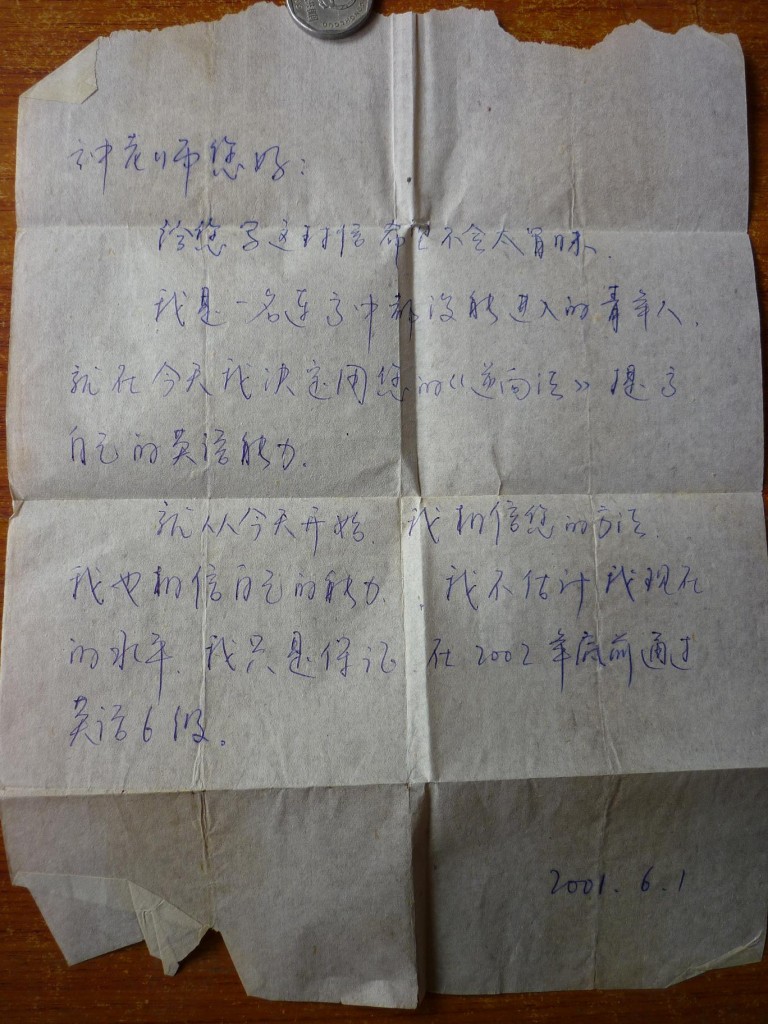 钟老师您好:
给您写这封信希望不会太冒昧.
我是一名连高中都没能进入的青年人.
就在今天我决定用您的《逆向法》提高
自己的英语能力.
就从今天开始. 我相信您的方法.
我也相信自己的能力. 我不估计我现在
的水平. 我只是保证 在2002年底前通过
英语6级。
2001.6.1